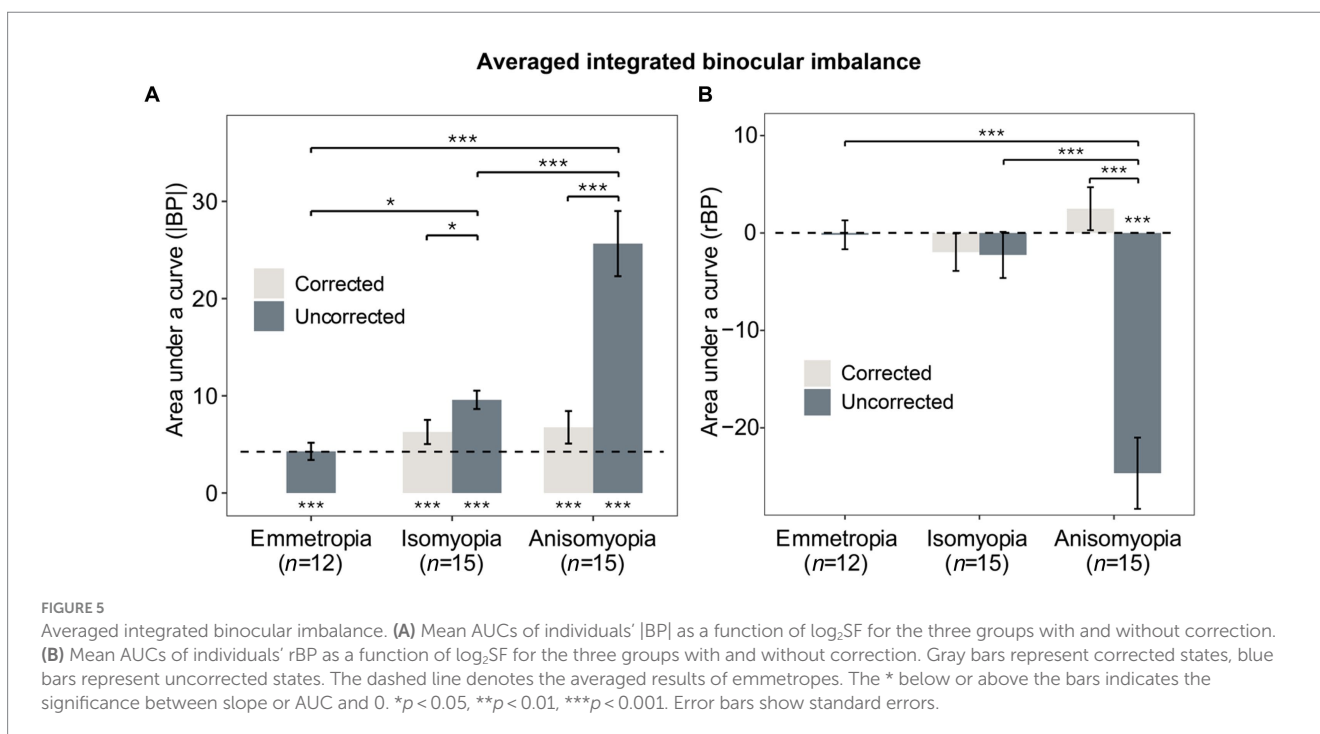 Averaged integrated binocular imbalance
A
Area under a curve (|BP|)
30
20
10
0
***
***
*
***
*
Corrected
Uncorrected
***
***
***
***
***
Emmetropia
(n=12)
Isomyopia
(n=15)
Anisomyopia
(n=15)
B
Area under a curve (rBP)
10
0
−10
−20
***
***
***
***
Corrected
Uncorrected
Emmetropia
(n=12)
Isomyopia
(n=15)
Anisomyopia
(n=15)
FIGURE 5
Averaged integrated binocular imbalance. (A) Mean AUCs of individuals’ |BP| as a function of log₂SF for the three groups with and without correction.
(B) Mean AUCs of individuals’ rBP as a function of log₂SF for the three groups with and without correction. Gray bars represent corrected states, blue
bars represent uncorrected states. The dashed line denotes the averaged results of emmetropes. The * below or above the bars indicates the
significance between slope or AUC and 0. *p < 0.05, **p < 0.01, ***p < 0.001. Error bars show standard errors.